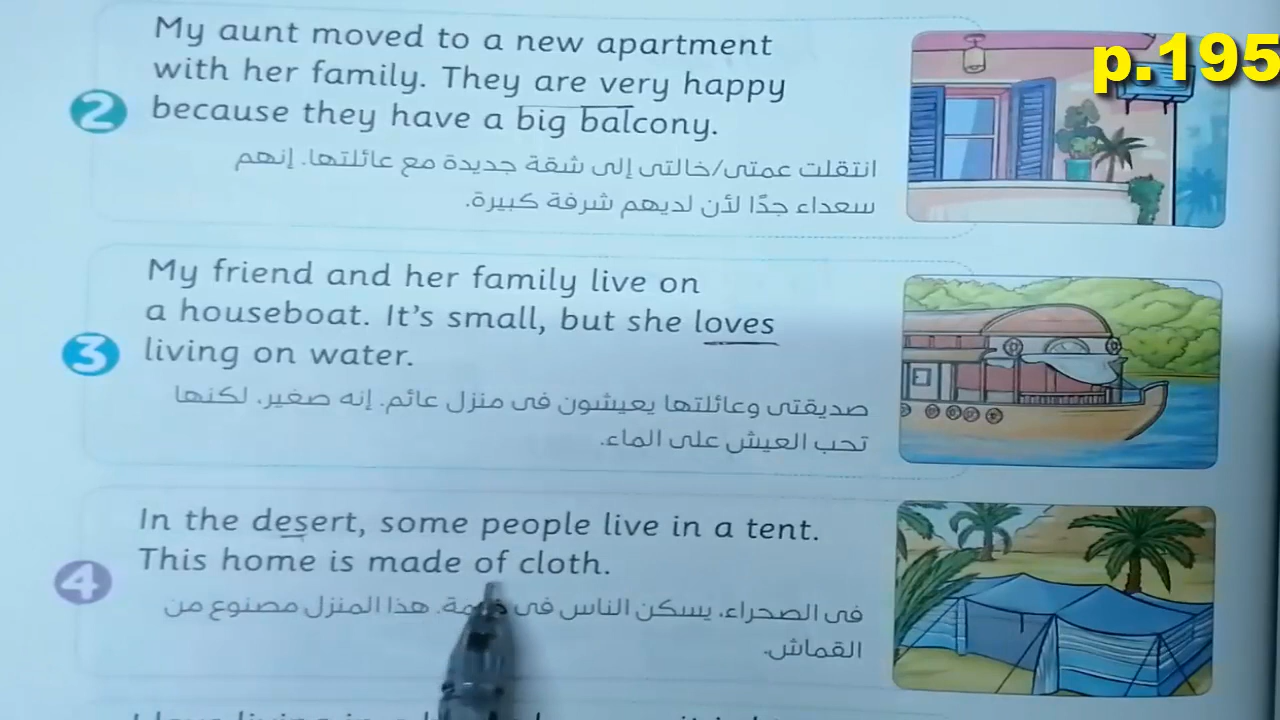 p.195
My aunt moved to a new apartment
with her family. They are very happy
2
because they have a big balcony.
انتقلت عمتى/خالتى إلى شقة جديدة مع عائلتها. إنهم
سعداء جدًا لأن لديهم شرفة كبيرة.
My friend and her family live on
a houseboat. It's small, but she loves
3
living on water.
صديقتى وعائلتها يعيشون فى منزل عائم. إنه صغير، لكنها
تحب العيش على الماء.
In the desert, some people live in a tent.
4
This home is made of cloth.
فى الصحراء، يسكن الناس فى هذا المنزل مصنوع من
القماش.